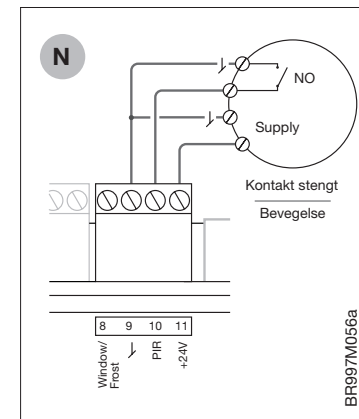 N
NO
Supply
Kontakt stengt
Bevegelse
8 9 10 11
Window/
Frost
PIR
+24V
BR997M056a